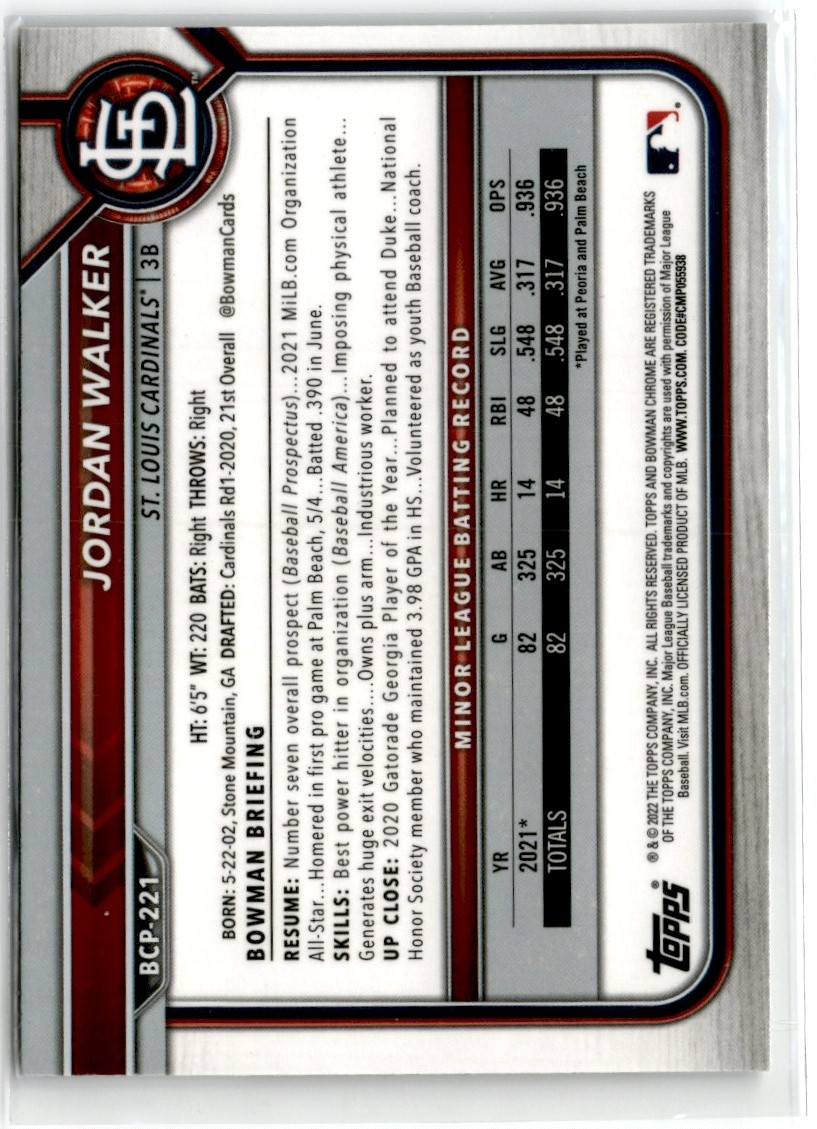 BCP-221
JORDAN WALKER
ST. LOUIS CARDINALS® | 3B
STL™
HT: 6'5" WT: 220 BATS: Right THROWS: Right
BORN: 5-22-02, Stone Mountain, GA DRAFTED: Cardinals Rd1-2020, 21st Overall @BowmanCards
BOWMAN BRIEFING
RESUME: Number seven overall prospect (Baseball Prospectus)...2021 MiLB.com Organization
All-Star...Homered in first pro game at Palm Beach, 5/4...Batted .390 in June.
SKILLS: Best power hitter in organization (Baseball America)...Imposing physical athlete...
Generates huge exit velocities....Owns plus arm...Industrious worker.
UP CLOSE: 2020 Gatorade Georgia Player of the Year...Planned to attend Duke...National
Honor Society member who maintained 3.98 GPA in HS...Volunteered as youth Baseball coach.
MINOR LEAGUE BATTING RECORD
YR G AB HR RBI SLG AVG OPS
2021* 82 325 14 48 .548 .317 .936
TOTALS 82 325 14 48 .548 .317 .936
*Played at Peoria and Palm Beach
topps®
® & © 2022 THE TOPPS COMPANY, INC. ALL RIGHTS RESERVED. TOPPS AND BOWMAN CHROME ARE REGISTERED TRADEMARKS
OF THE TOPPS COMPANY, INC. Major League Baseball trademarks and copyrights are used with permission of Major League
Baseball. Visit MLB.com. OFFICIALLY LICENSED PRODUCT OF MLB. WWW.TOPPS.COM. CODE#CMP055938